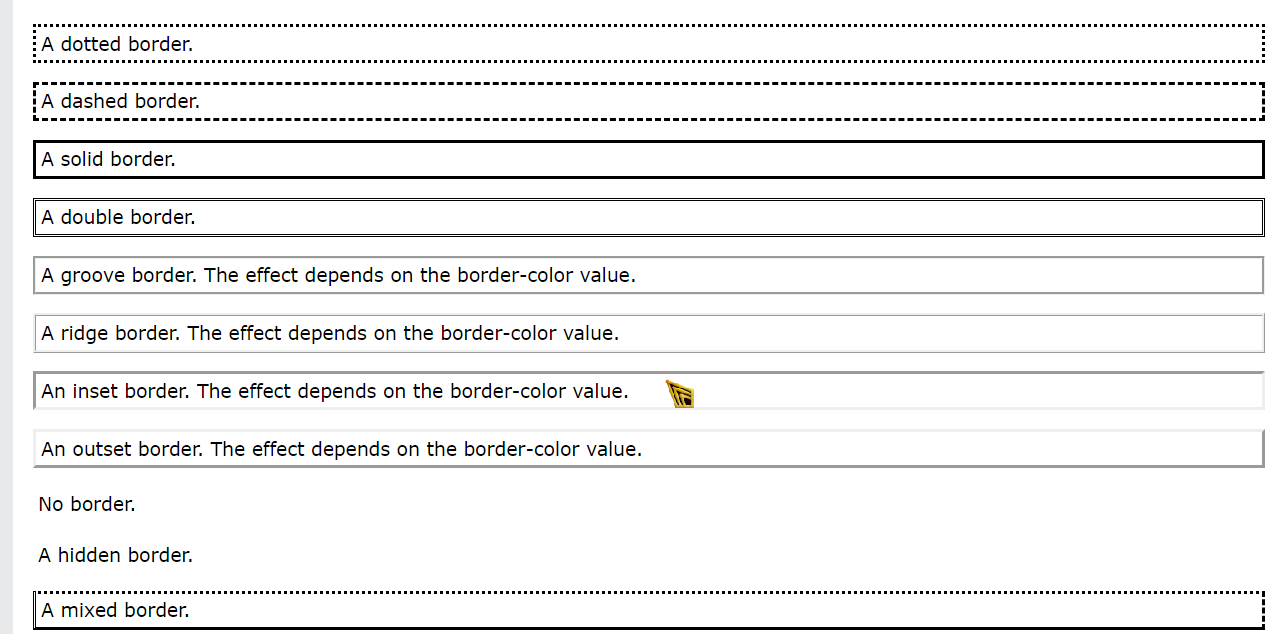 A dotted border.
A dashed border.
A solid border.
A double border.
A groove border. The effect depends on the border-color value.
A ridge border. The effect depends on the border-color value.
An inset border. The effect depends on the border-color value.
An outset border. The effect depends on the border-color value.
No border.
A hidden border.
A mixed border.